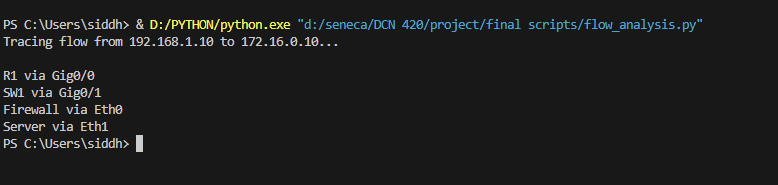 PS C:\Users\siddh> & D:/PYTHON/python.exe "d:/seneca/DCN 420/project/final scripts/flow_analysis.py"
Tracing flow from 192.168.1.10 to 172.16.0.10...
R1 via Gig0/0
SW1 via Gig0/1
Firewall via Eth0
Server via Eth1
PS C:\Users\siddh>